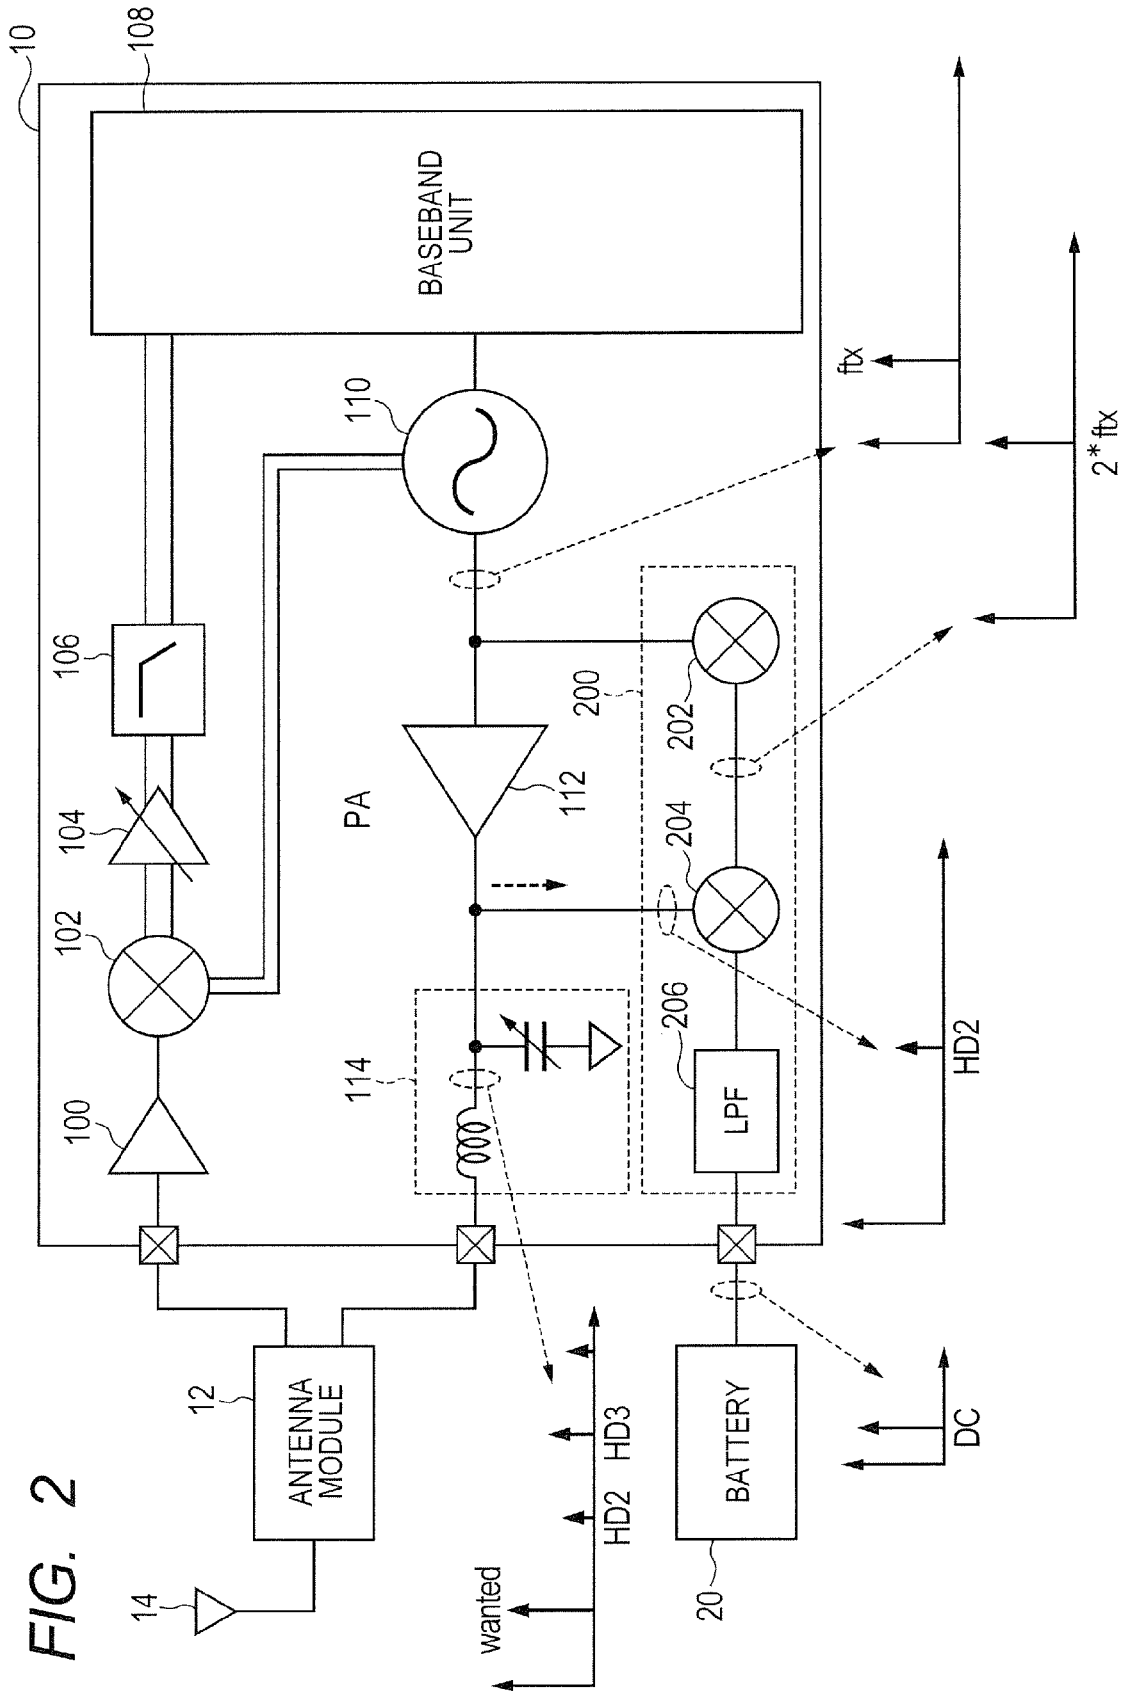 FIG. 2
10
108
BASEBAND
UNIT
106
104
102
100
110
PA
112
114
12
ANTENNA
MODULE
14
200
202
204
206
LPF
20
BATTERY
wanted
HD2
HD3
DC
HD2
ftx
2*ftx